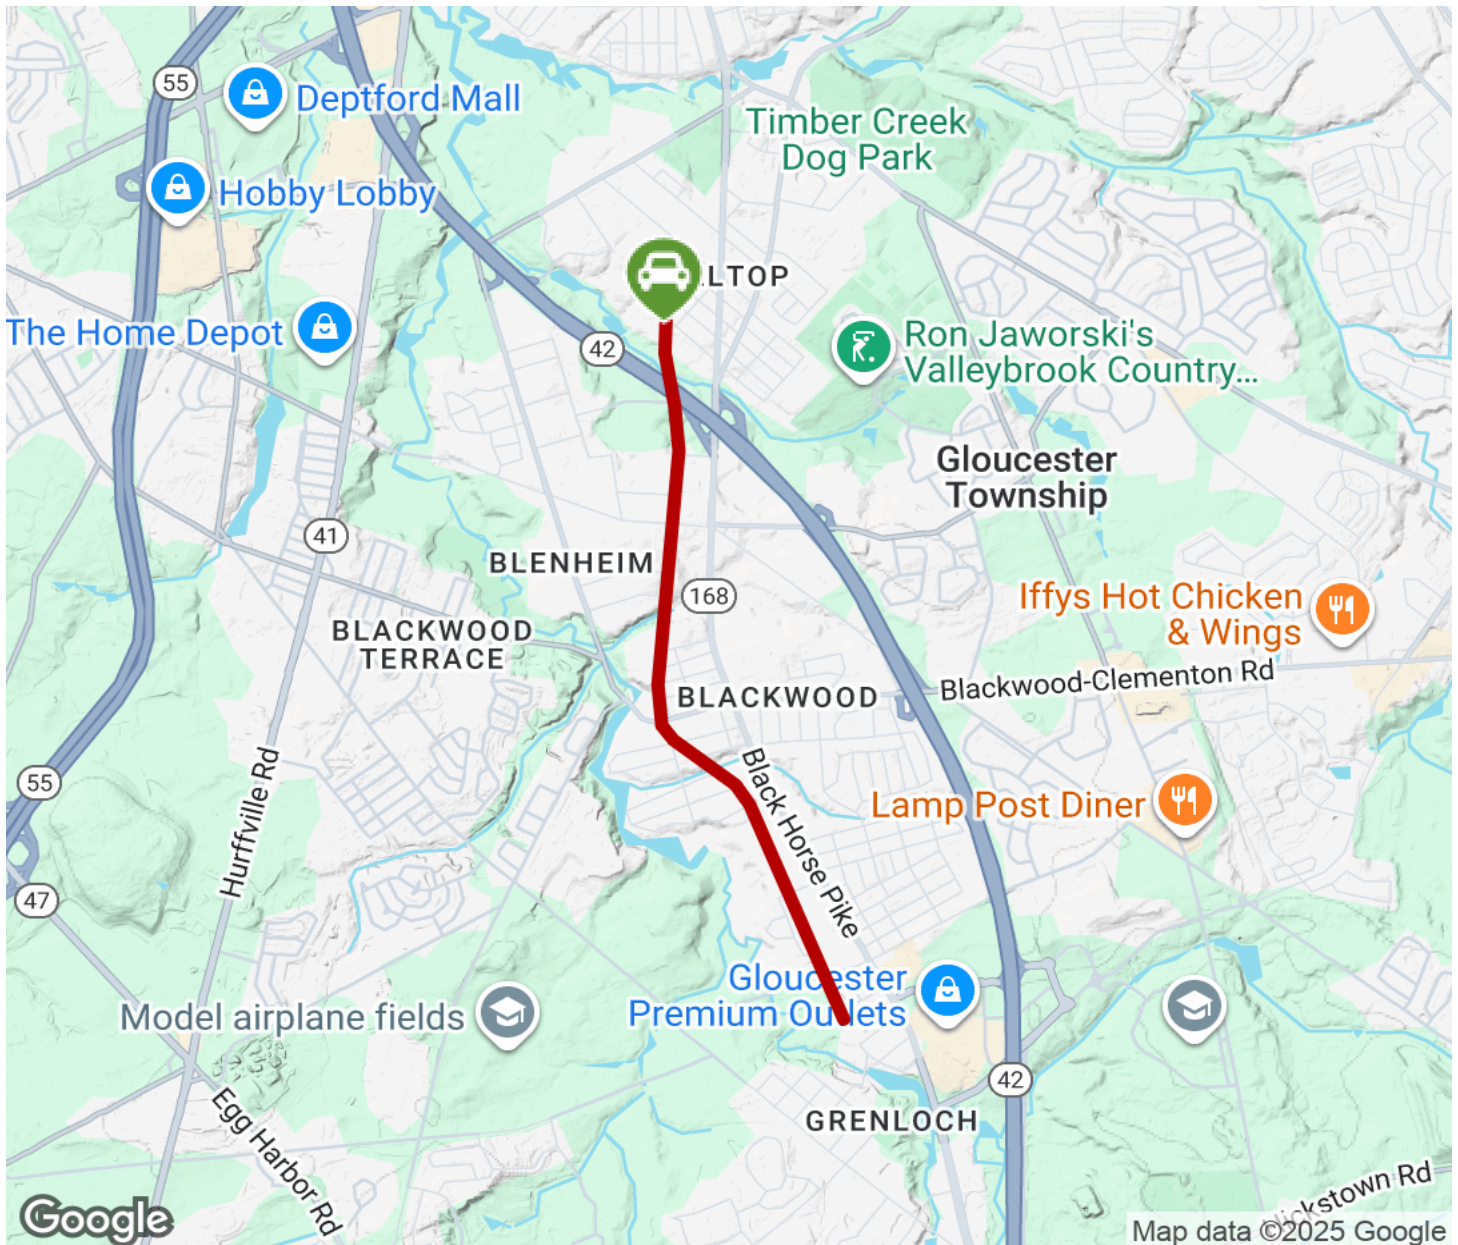 55
Deptford Mall
Timber Creek
Dog Park
Hobby Lobby
LTOP
The Home Depot
42
Ron Jaworski's
Valleybrook Country...
Gloucester
Township
41
BLENHEIM
168
Iffys Hot Chicken
& Wings
BLACKWOOD
TERRACE
BLACKWOOD
Blackwood-Clementon Rd
55
Hurffville Rd
Black Horse Pike
Lamp Post Diner
47
Gloucester
Premium Outlets
Model airplane fields
42
Egg Harbor Rd
GRENLOCH
Google
Map data ©2025 Google